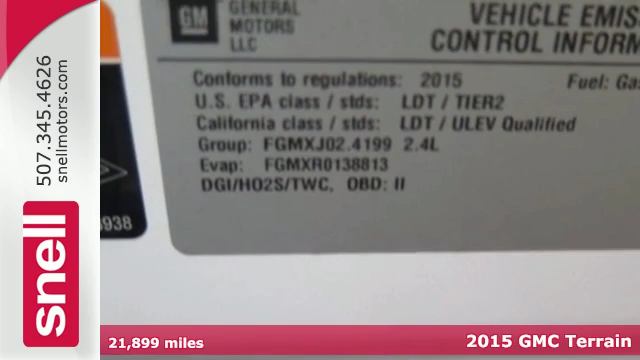 GM
GENERAL
MOTORS
LLC
VEHICLE EMIS
CONTROL INFORM
Conforms to regulations: 2015 Fuel: Gas
U.S. EPA class / stds: LDT / TIER2
California class / stds: LDT / ULEV Qualified
Group: FGMXJ02.4199 2.4L
Evap: FGMXR0138813
DGI/HO2S/TWC, OBD: II
938
507.345.4626
snellmotors.com
snell
21,899 miles
2015 GMC Terrain